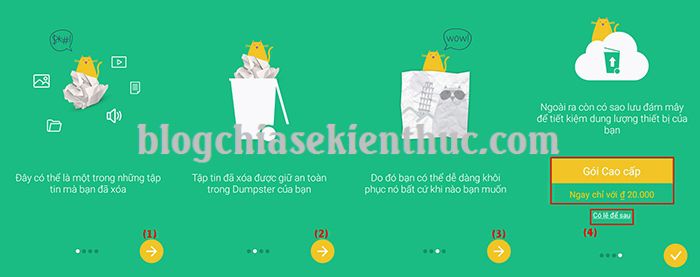 $*#!
Đây có thể là một trong những tập
tin mà bạn đã xóa
(1)
Tập tin đã xóa được giữ an toàn
trong Dumpster của bạn
(2)
wow!
Do đó bạn có thể dễ dàng khôi
phục nó bất cứ khi nào bạn muốn
(3)
Ngoài ra còn có sao lưu đám mây
để tiết kiệm dung lượng thiết bị của
bạn
Gói Cao cấp
Ngay chỉ với ₫ 20.000
Có lẽ để sau
(4)
blogchiasekienthuc.com